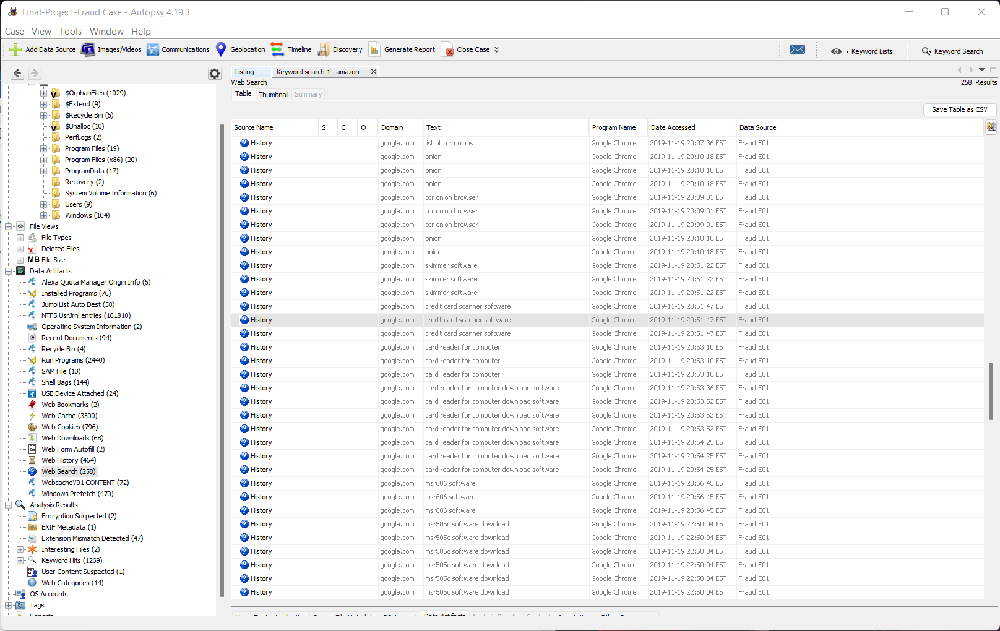 Final-Project-Fraud Case - Autopsy 4.19.3
Case View Tools Window Help
Add Data Source Images/Videos Communications Geolocation Timeline Discovery Generate Report Close Case Keyword Lists Keyword Search
Listing Keyword search 1 - amazon
Web Search 258 Results
Table Thumbnail Summary
Save Table as CSV
$OrphanFiles (1029)
$Extend (9)
$Recycle.Bin (5)
$Unalloc (10)
PerfLogs (2)
Program Files (19)
Program Files (x86) (20)
ProgramData (17)
Recovery (2)
System Volume Information (6)
Users (9)
Windows (104)
File Views
File Types
Deleted Files
MB File Size
Data Artifacts
Alexa Quota Manager Origin Info (6)
Installed Programs (76)
Jump List Auto Dest (58)
NTFS UsrJrnl entries (161810)
Operating System Information (2)
Recent Documents (94)
Recycle Bin (4)
Run Programs (2440)
SAM File (10)
Shell Bags (144)
USB Device Attached (24)
Web Bookmarks (2)
Web Cache (3500)
Web Cookies (796)
Web Downloads (68)
Web Form Autofill (2)
Web History (464)
Web Search (258)
WebcacheV01 CONTENT (72)
Windows Prefetch (470)
Analysis Results
Encryption Suspected (2)
EXIF Metadata (1)
Extension Mismatch Detected (47)
Interesting Files (2)
Keyword Hits (1269)
User Content Suspected (1)
Web Categories (14)
OS Accounts
Tags
Source Name S C O Domain Text Program Name Date Accessed Data Source
History google.com list of tor onions Google Chrome 2019-11-19 20:07:36 EST Fraud.E01
History google.com onion Google Chrome 2019-11-19 20:10:18 EST Fraud.E01
History google.com onion Google Chrome 2019-11-19 20:10:18 EST Fraud.E01
History google.com onion Google Chrome 2019-11-19 20:10:18 EST Fraud.E01
History google.com tor onion browser Google Chrome 2019-11-19 20:09:01 EST Fraud.E01
History google.com tor onion browser Google Chrome 2019-11-19 20:09:01 EST Fraud.E01
History google.com tor onion browser Google Chrome 2019-11-19 20:09:01 EST Fraud.E01
History google.com onion Google Chrome 2019-11-19 20:10:18 EST Fraud.E01
History google.com onion Google Chrome 2019-11-19 20:10:18 EST Fraud.E01
History google.com skimmer software Google Chrome 2019-11-19 20:51:22 EST Fraud.E01
History google.com skimmer software Google Chrome 2019-11-19 20:51:22 EST Fraud.E01
History google.com skimmer software Google Chrome 2019-11-19 20:51:22 EST Fraud.E01
History google.com credit card scanner software Google Chrome 2019-11-19 20:51:47 EST Fraud.E01
History google.com credit card scanner software Google Chrome 2019-11-19 20:51:47 EST Fraud.E01
History google.com credit card scanner software Google Chrome 2019-11-19 20:51:47 EST Fraud.E01
History google.com card reader for computer Google Chrome 2019-11-19 20:53:10 EST Fraud.E01
History google.com card reader for computer Google Chrome 2019-11-19 20:53:10 EST Fraud.E01
History google.com card reader for computer Google Chrome 2019-11-19 20:53:10 EST Fraud.E01
History google.com card reader for computer download software Google Chrome 2019-11-19 20:53:36 EST Fraud.E01
History google.com card reader for computer download software Google Chrome 2019-11-19 20:53:52 EST Fraud.E01
History google.com card reader for computer download software Google Chrome 2019-11-19 20:53:52 EST Fraud.E01
History google.com card reader for computer download software Google Chrome 2019-11-19 20:53:52 EST Fraud.E01
History google.com card reader for computer download software Google Chrome 2019-11-19 20:54:25 EST Fraud.E01
History google.com card reader for computer download software Google Chrome 2019-11-19 20:54:25 EST Fraud.E01
History google.com card reader for computer download software Google Chrome 2019-11-19 20:54:25 EST Fraud.E01
History google.com msr606 software Google Chrome 2019-11-19 20:56:45 EST Fraud.E01
History google.com msr606 software Google Chrome 2019-11-19 20:56:45 EST Fraud.E01
History google.com msr606 software Google Chrome 2019-11-19 20:56:45 EST Fraud.E01
History google.com msr505c software download Google Chrome 2019-11-19 22:50:04 EST Fraud.E01
History google.com msr505c software download Google Chrome 2019-11-19 22:50:04 EST Fraud.E01
History google.com msr505c software download Google Chrome 2019-11-19 22:50:04 EST Fraud.E01
History google.com msr505c software download Google Chrome 2019-11-19 22:50:04 EST Fraud.E01
History google.com msr505c software download Google Chrome 2019-11-19 22:50:04 EST Fraud.E01
History google.com msr505c software download Google Chrome 2019-11-19 22:50:04 EST Fraud.E01
Data Artifacts